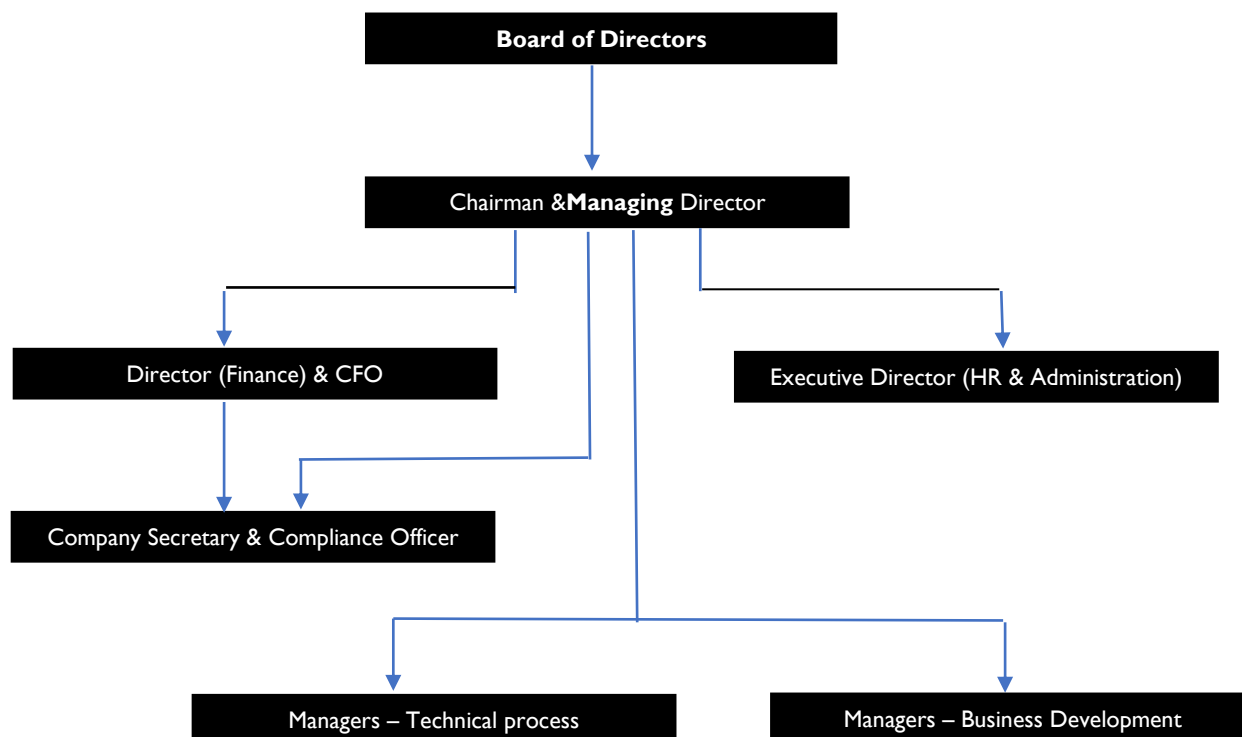 Board of Directors
Chairman &Managing Director
Director (Finance) & CFO
Executive Director (HR & Administration)
Company Secretary & Compliance Officer
Managers – Technical process
Managers – Business Development